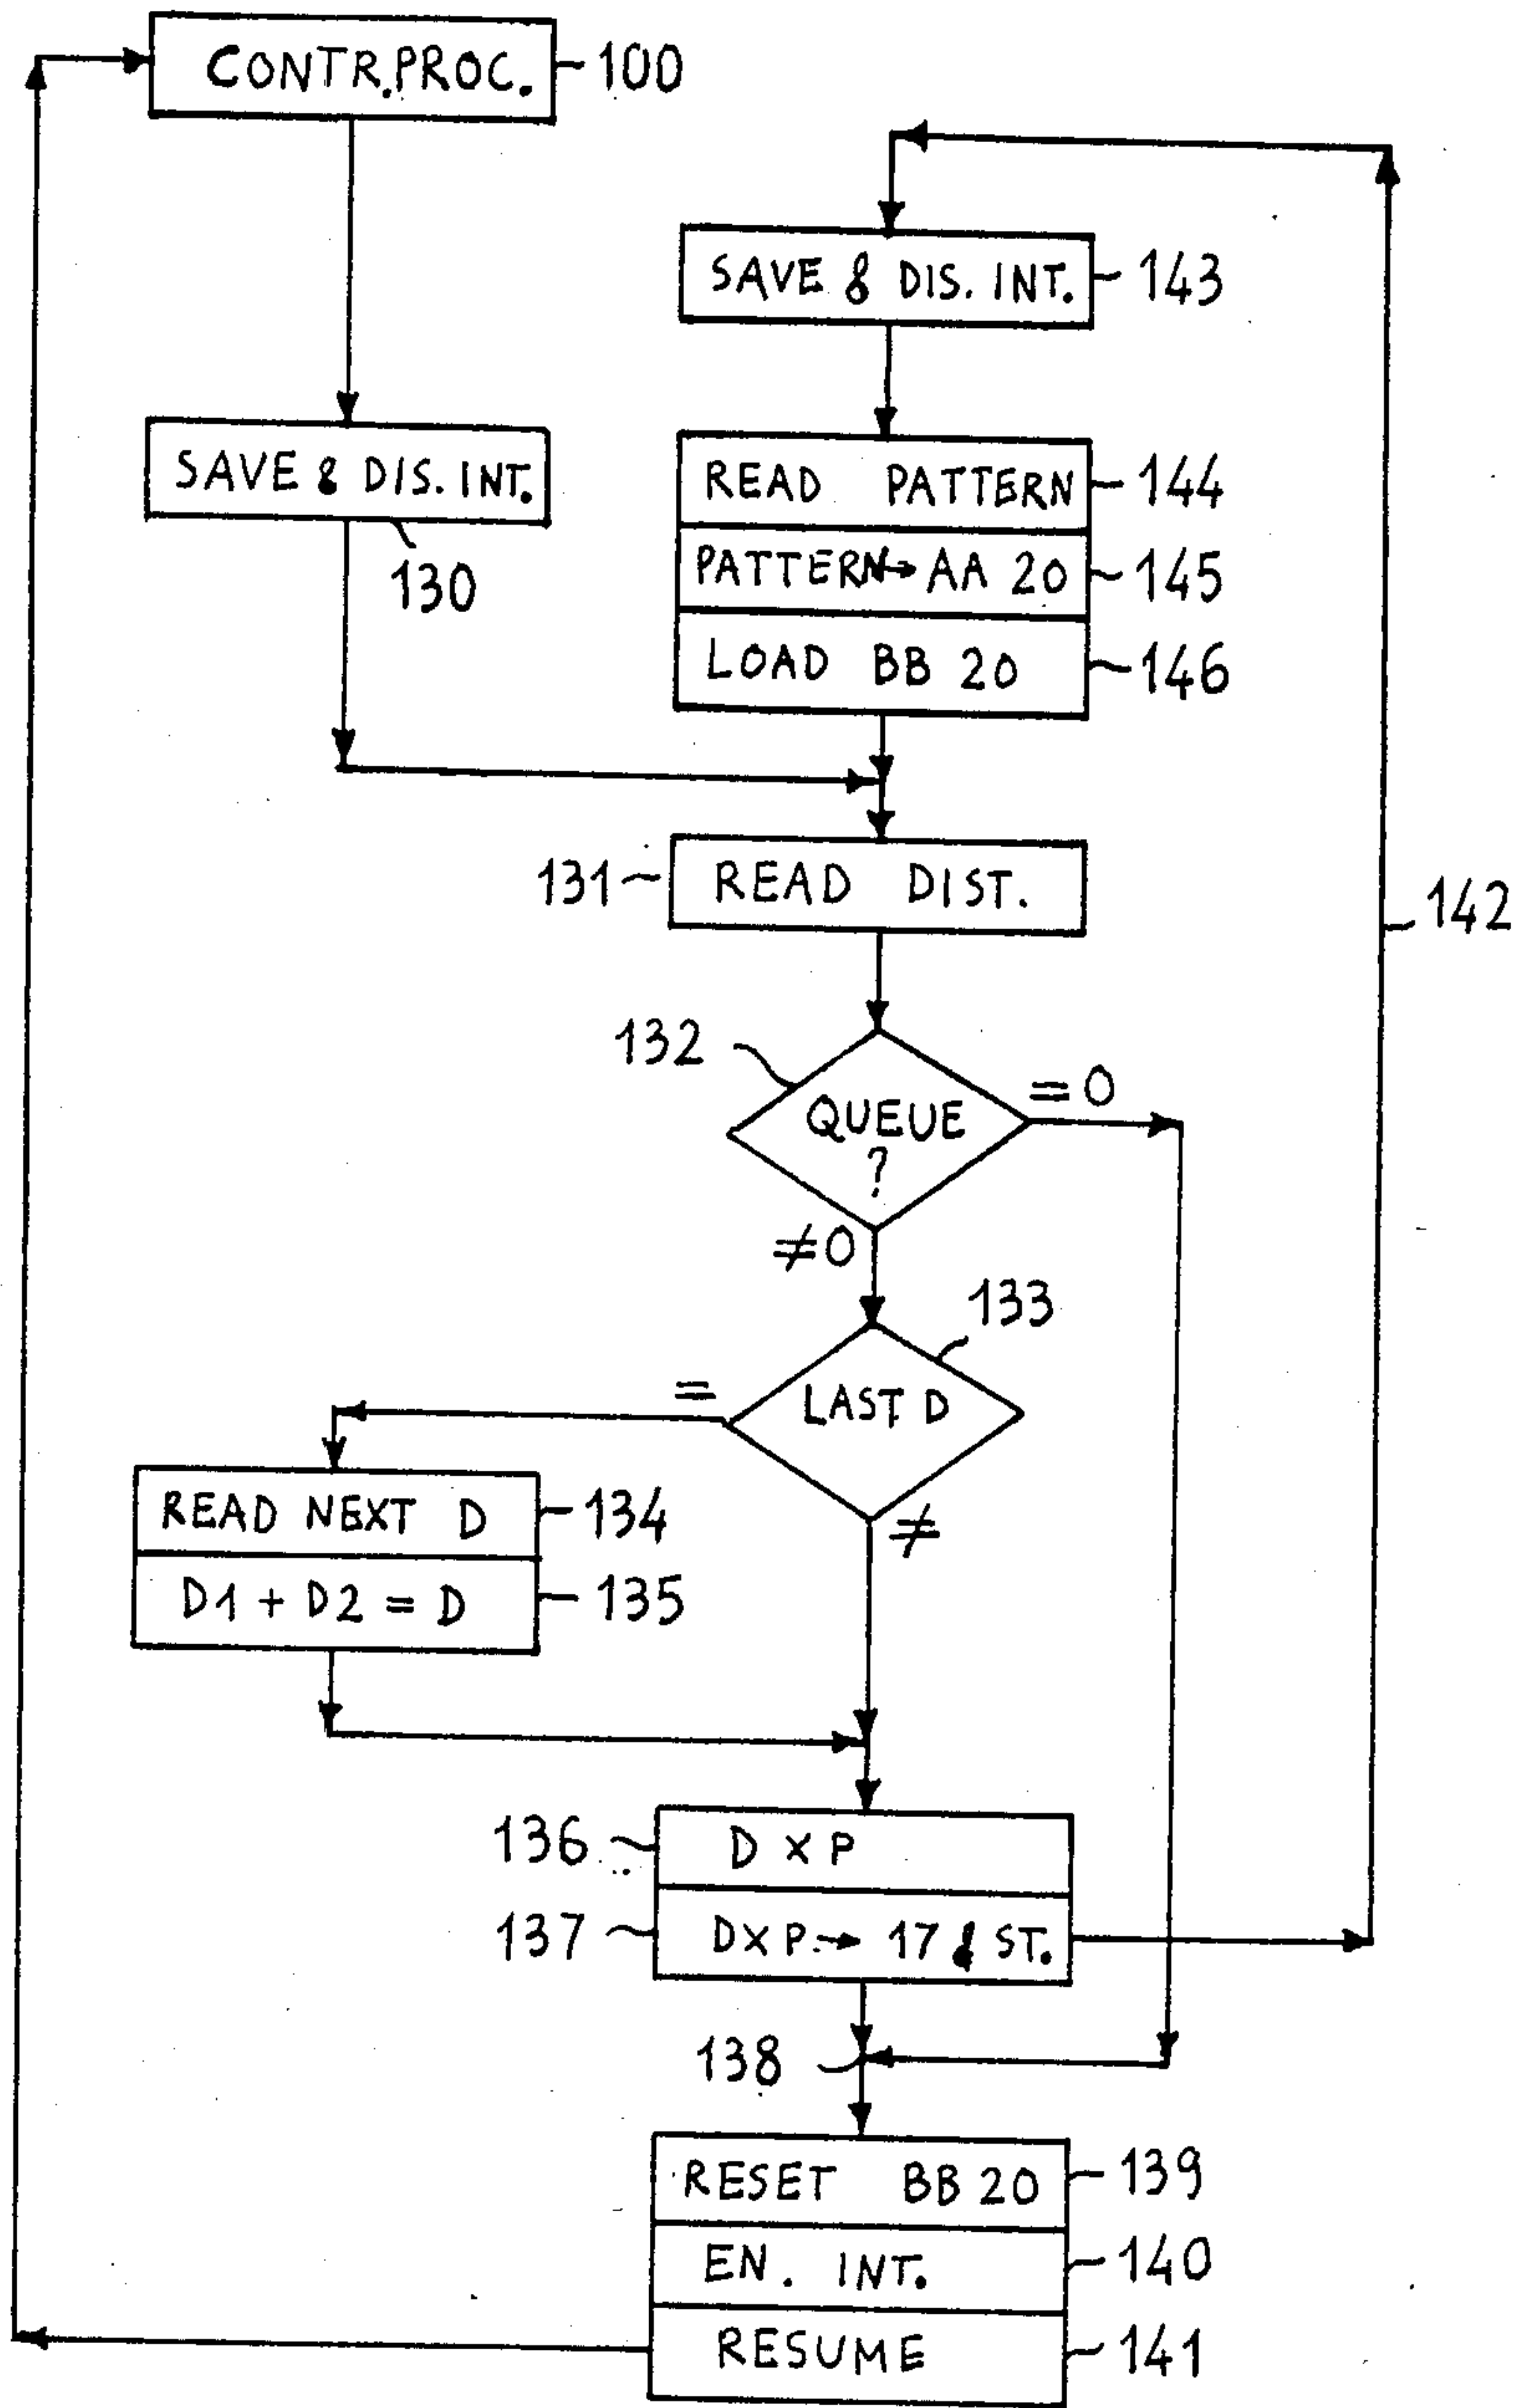 CONTR.PROC. 100
SAVE & DIS. INT. 143
SAVE & DIS. INT.
130
READ PATTERN 144
PATTERN→ AA 20 145
LOAD BB 20 146
131 READ DIST.
142
132
QUEUE
?
=0
≠0
133
LAST D
=
≠
READ NEXT D 134
D1 + D2 = D 135
136 D X P
137 DXP→ 17 & ST.
138
RESET BB 20 139
EN. INT. 140
RESUME 141